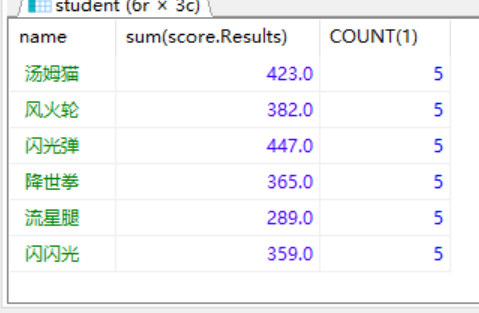 student (6r × 3c)
name sum(score.Results) COUNT(1)
汤姆猫 423.0 5
风火轮 382.0 5
闪光弹 447.0 5
降世拳 365.0 5
流星腿 289.0 5
闪闪光 359.0 5